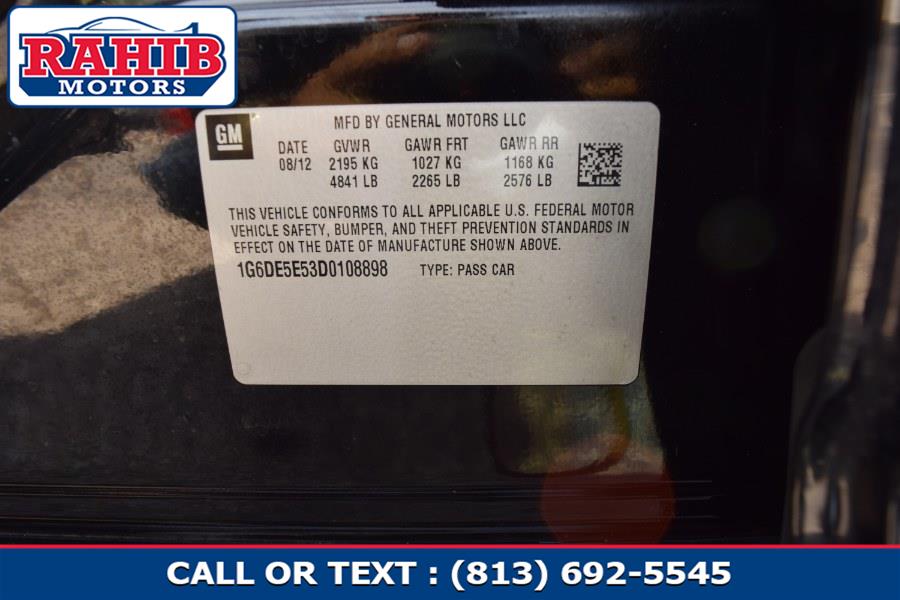 RAHIB
MOTORS
GM
MFD BY GENERAL MOTORS LLC
DATE GVWR GAWR FRT GAWR RR
08/12 2195 KG 1027 KG 1168 KG
4841 LB 2265 LB 2576 LB
THIS VEHICLE CONFORMS TO ALL APPLICABLE U.S. FEDERAL MOTOR
VEHICLE SAFETY, BUMPER, AND THEFT PREVENTION STANDARDS IN
EFFECT ON THE DATE OF MANUFACTURE SHOWN ABOVE.
1G6DE5E53D0108898 TYPE: PASS CAR
CALL OR TEXT : (813) 692-5545